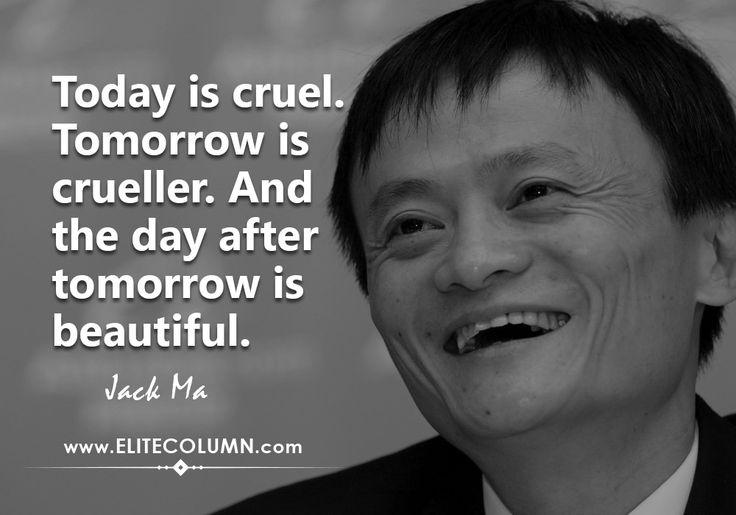 Today is cruel.
Tomorrow is
crueller. And
the day after
tomorrow is
beautiful.
Jack Ma
www.ELITECOLUMN.com